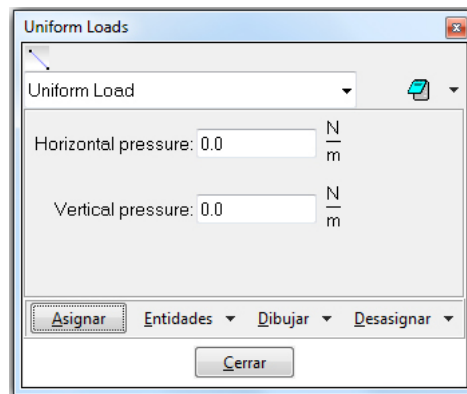 Uniform Loads
Uniform Load
Horizontal pressure: 0.0 N/m
Vertical pressure: 0.0 N/m
Asignar Entidades Dibujar Desasignar
Cerrar